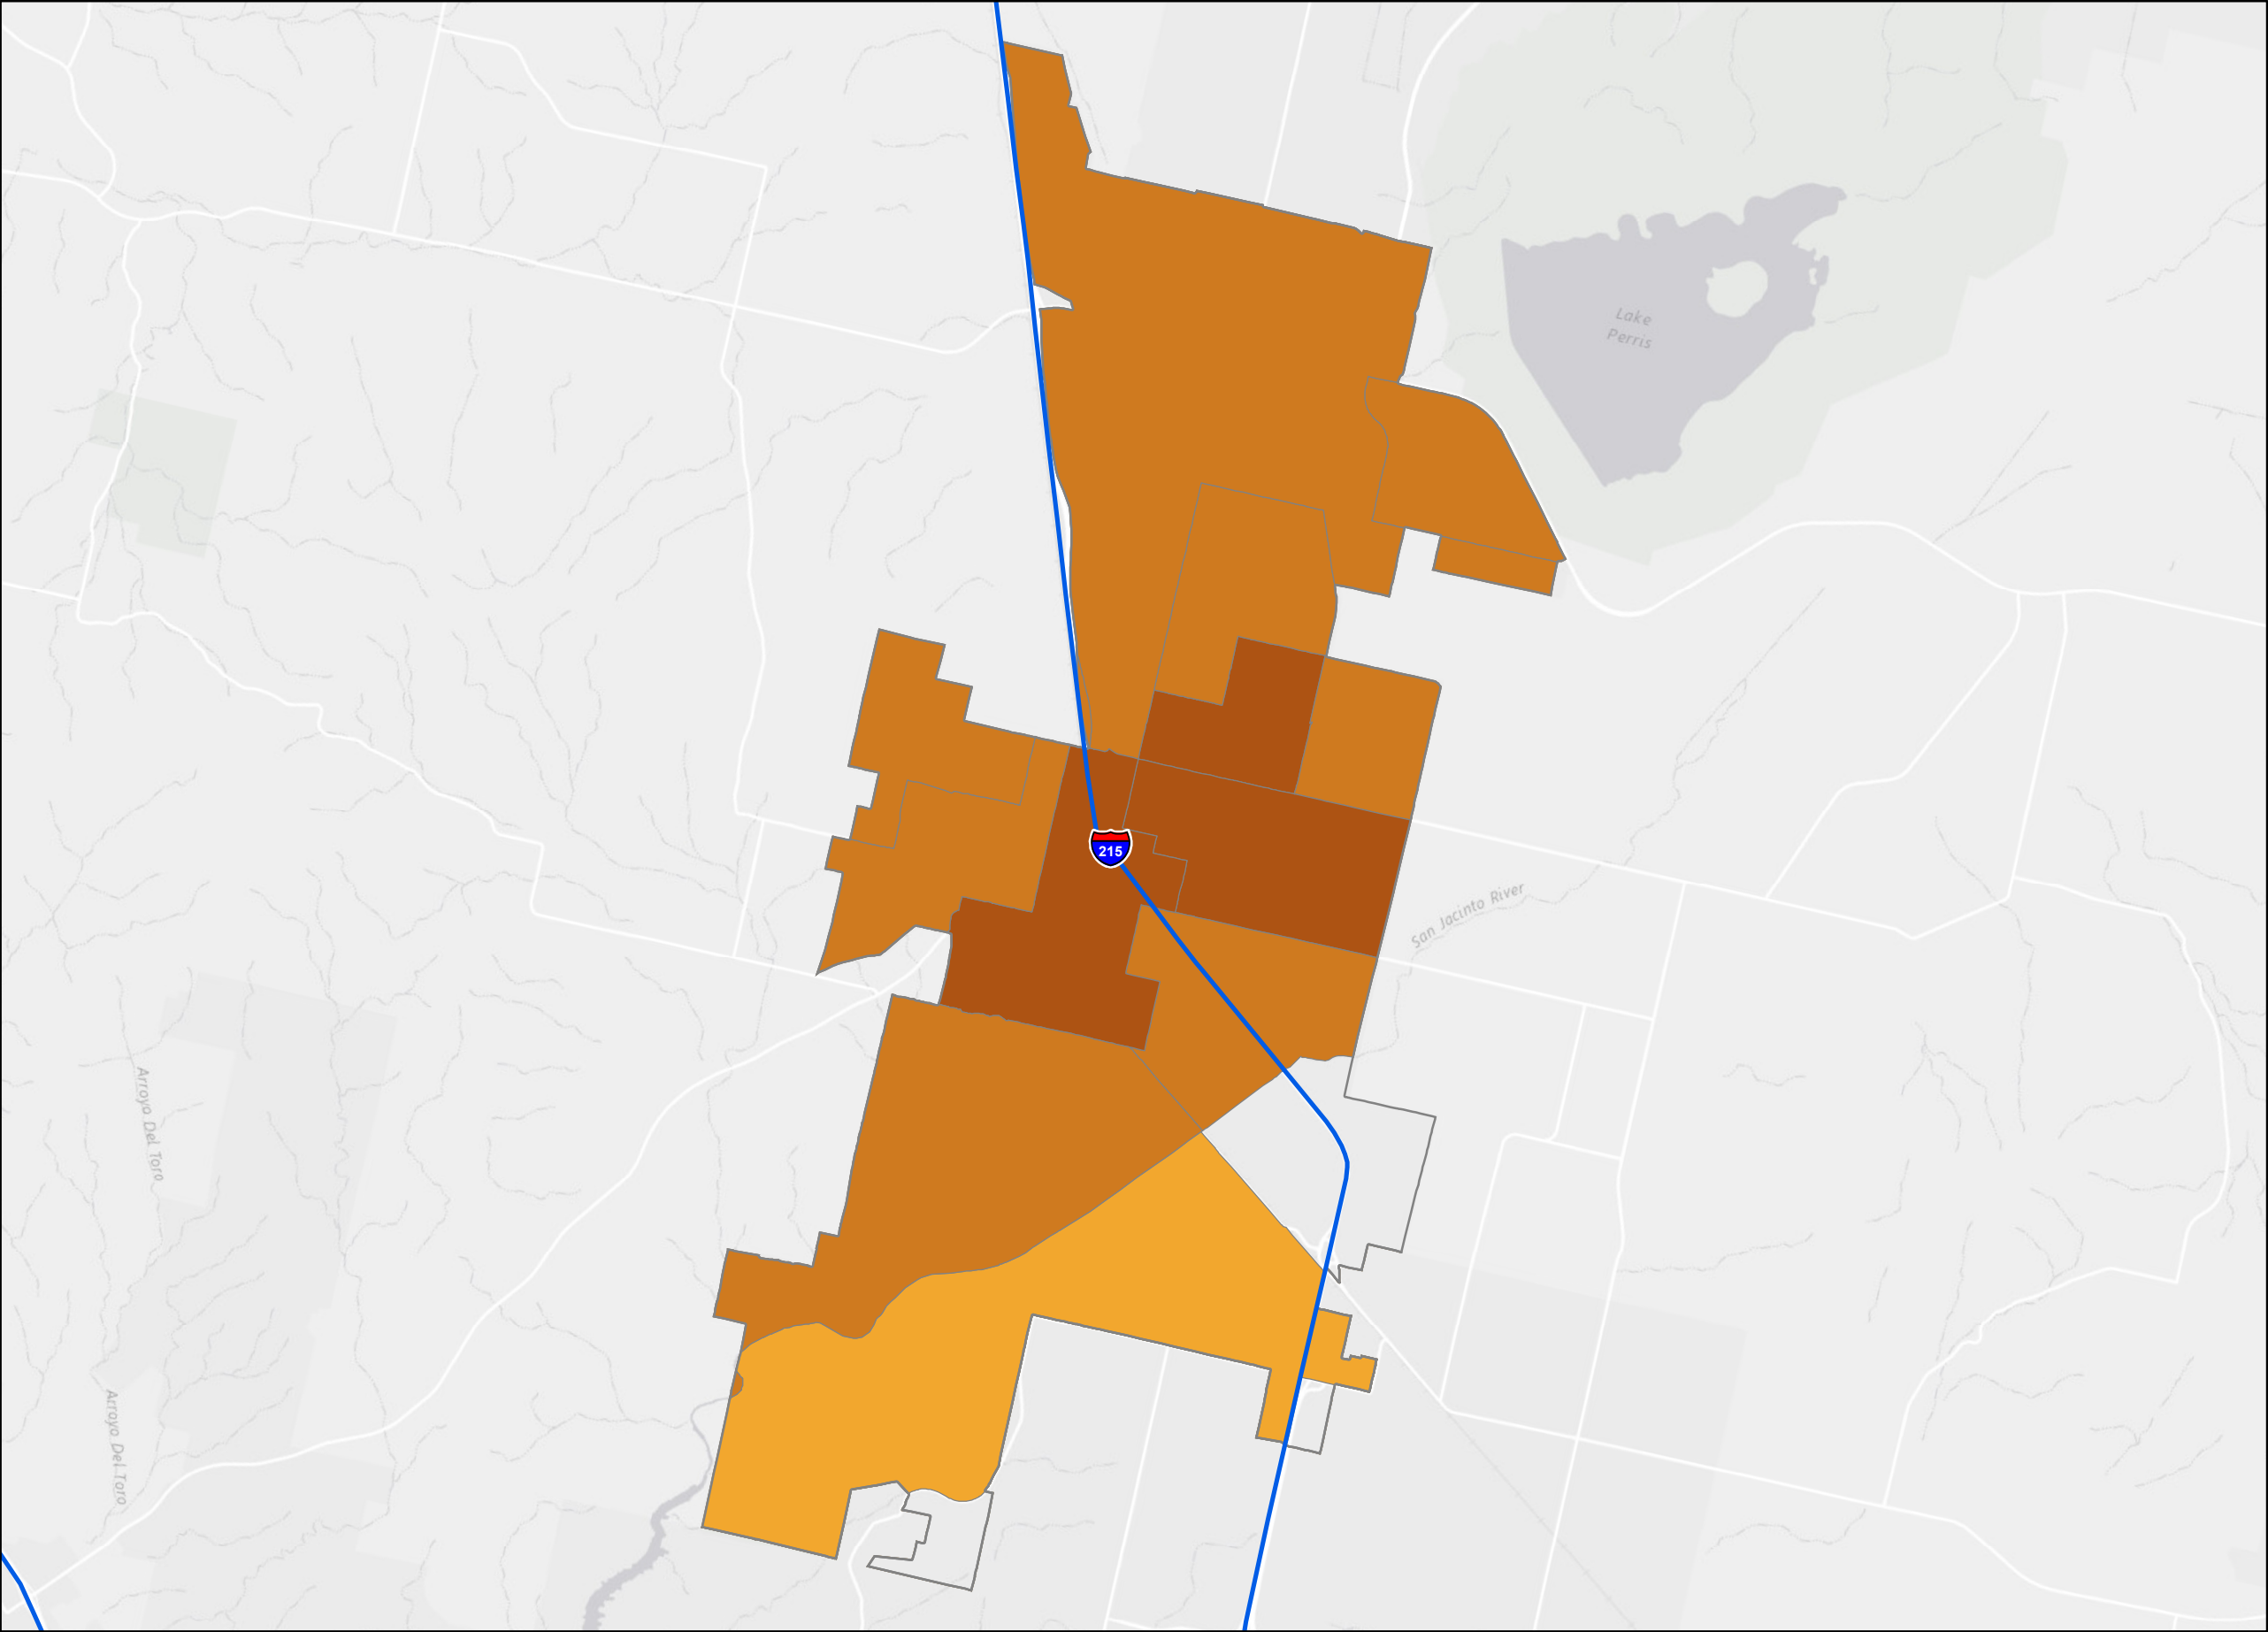 Lake
Perris
215
San Jacinto River
Arroyo Del Toro
Arroyo Del Toro